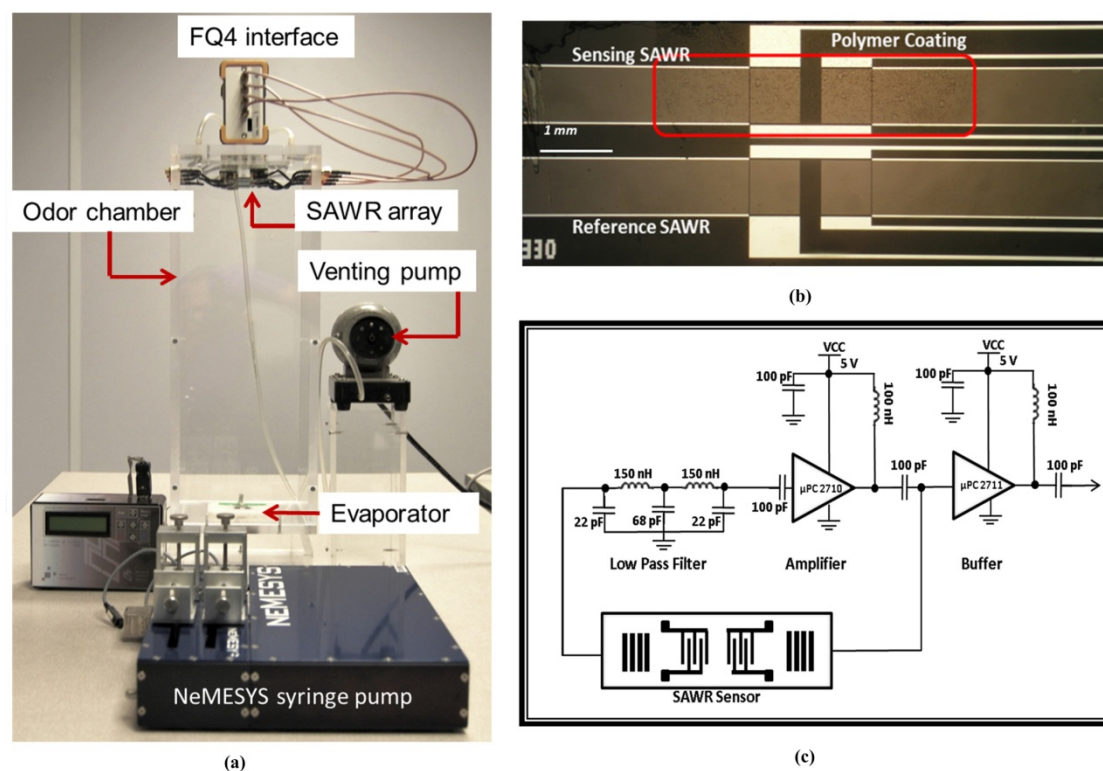 FQ4 interface
Odor chamber
SAWR array
Venting pump
Evaporator
NEMESYS
NeMESYS syringe pump
(a)
Sensing SAWR
Polymer Coating
1 mm
Reference SAWR
(b)
VCC
5 V
100 pF
100 nH
VCC
5 V
100 pF
100 nH
150 nH
150 nH
100 pF
μPC 2710
100 pF
μPC 2711
100 pF
22 pF
68 pF
22 pF
Low Pass Filter
Amplifier
Buffer
SAWR Sensor
(c)